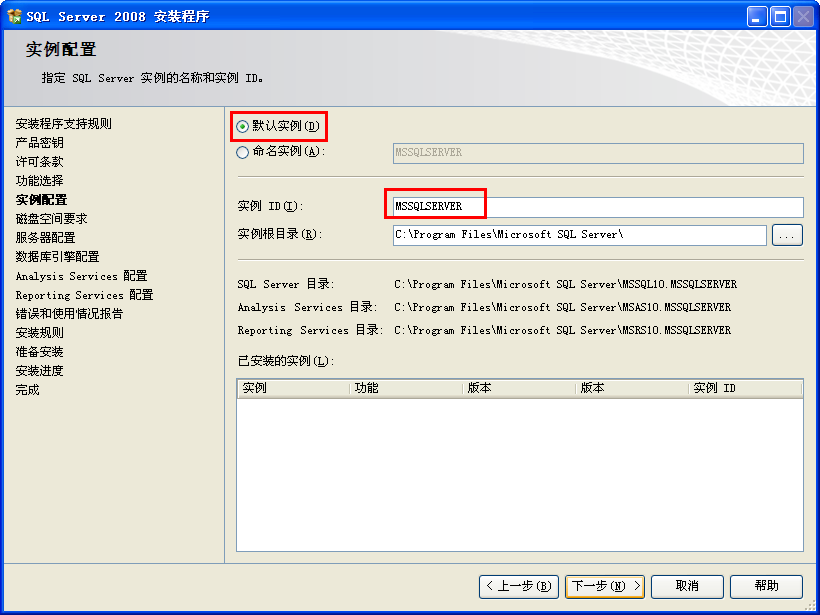 SQL Server 2008 安装程序
实例配置
指定 SQL Server 实例的名称和实例 ID。
安装程序支持规则
产品密钥
许可条款
功能选择
实例配置
磁盘空间要求
服务器配置
数据库引擎配置
Analysis Services 配置
Reporting Services 配置
错误和使用情况报告
安装规则
准备安装
安装进度
完成
默认实例(D)
命名实例(A): MSSQLSERVER
实例 ID(I): MSSQLSERVER
实例根目录(R): C:\Program Files\Microsoft SQL Server\ ...
SQL Server 目录: C:\Program Files\Microsoft SQL Server\MSSQL10.MSSQLSERVER
Analysis Services 目录: C:\Program Files\Microsoft SQL Server\MSAS10.MSSQLSERVER
Reporting Services 目录: C:\Program Files\Microsoft SQL Server\MSRS10.MSSQLSERVER
已安装的实例(L):
实例 功能 版本 版本 实例 ID
< 上一步(B) 下一步(N) > 取消 帮助